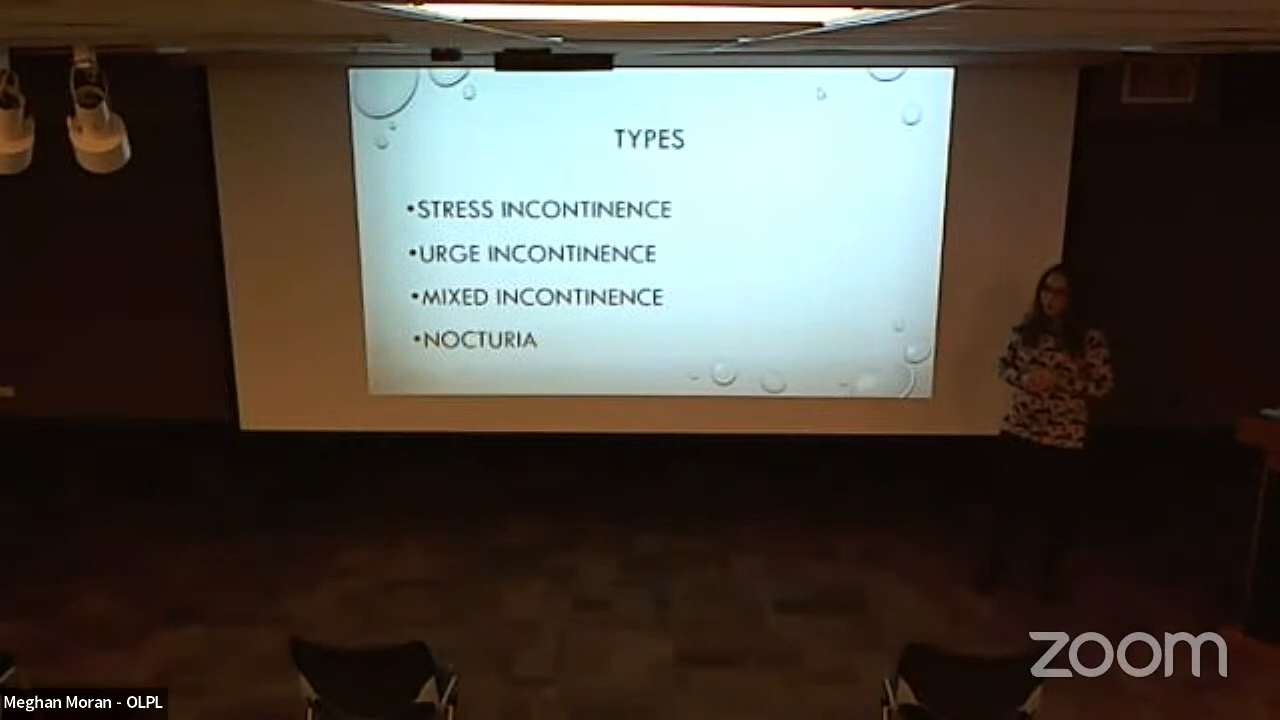 TYPES
•STRESS INCONTINENCE
•URGE INCONTINENCE
•MIXED INCONTINENCE
•NOCTURIA
zoom
Meghan Moran - OLPL